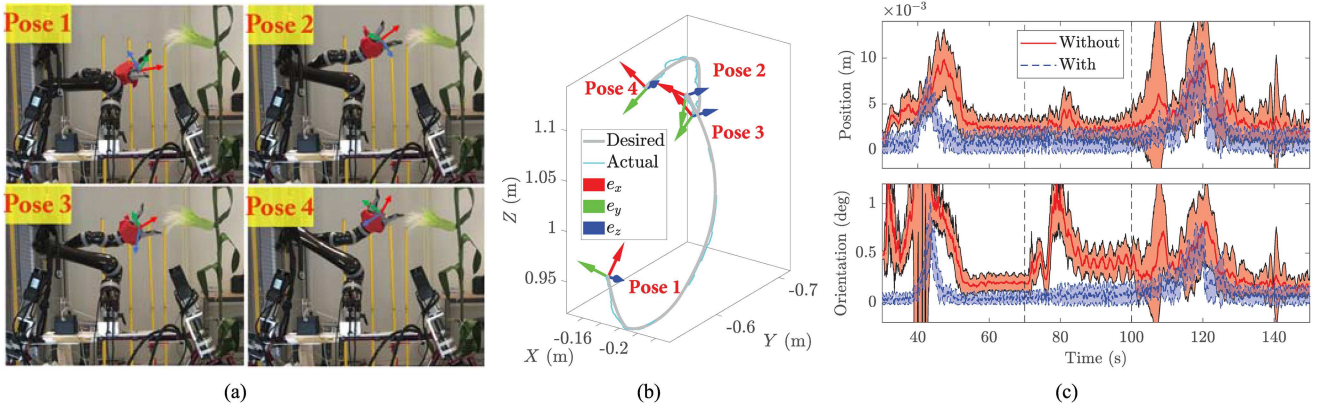 Pose 1
Pose 2
Pose 3
Pose 4
(a)
Pose 2
Pose 4
Pose 3
Pose 1
Desired
Actual
e_x
e_y
e_z
1.1
1.05
1
0.95
Z (m)
-0.16
-0.2
X (m)
-0.6
-0.7
Y (m)
(b)
×10⁻³
Without
With
10
5
0
Position (m)
1
0.5
0
Orientation (deg)
40
60
80
100
120
140
Time (s)
(c)